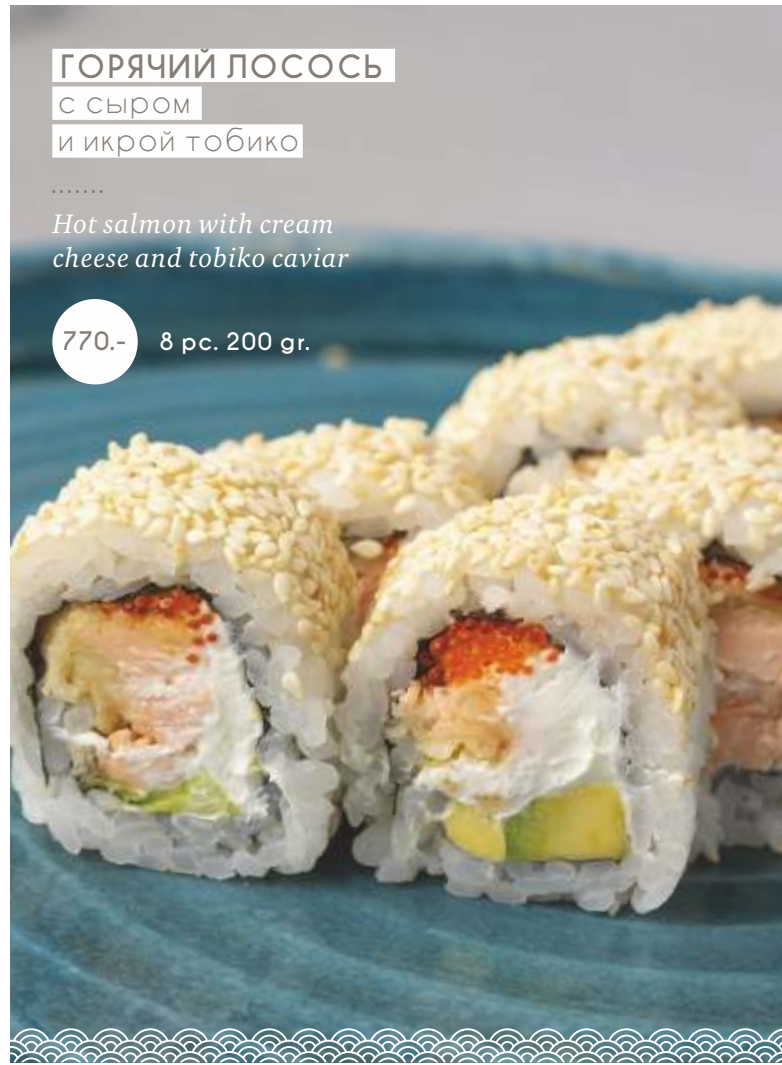 ГОРЯЧИЙ ЛОСОСЬ
с сыром
и икрой тобико
.......
Hot salmon with cream
cheese and tobiko caviar
770.- 8 pc. 200 gr.